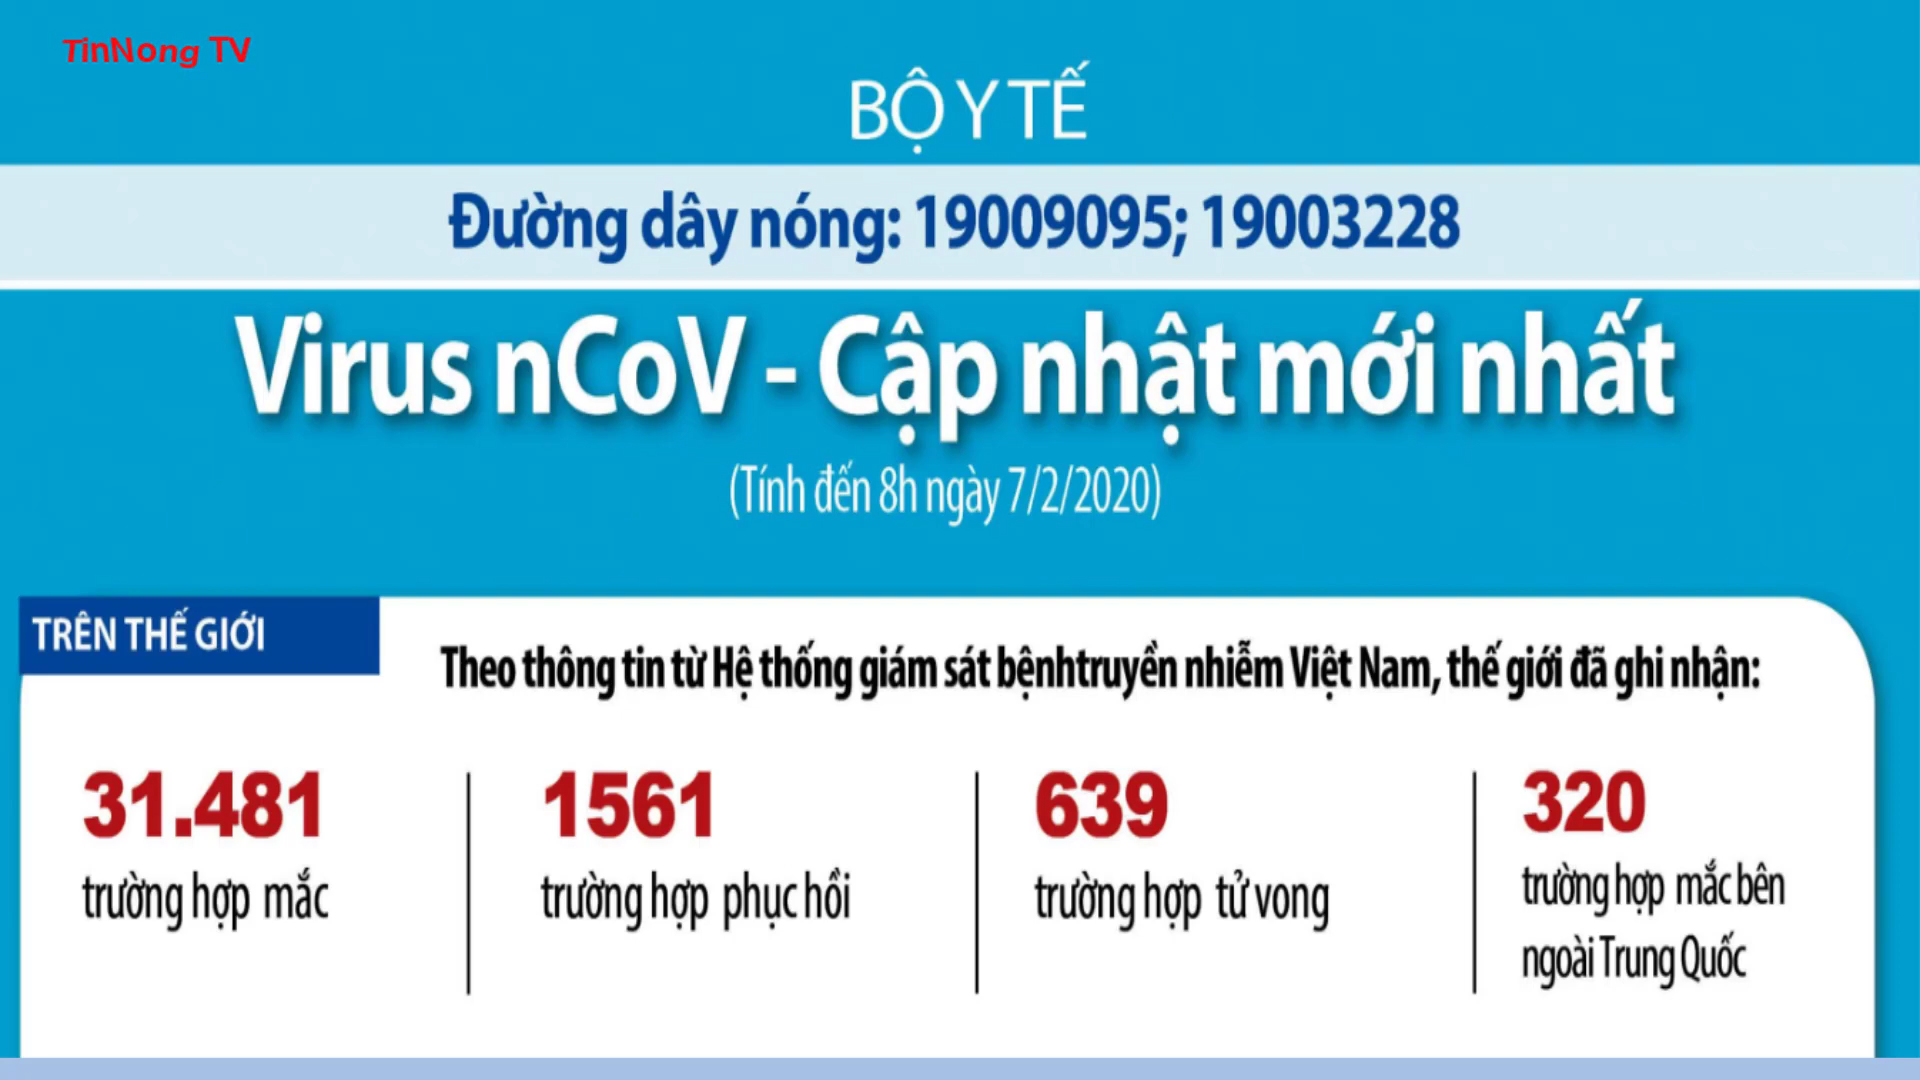 TinNong TV
BỘ Y TẾ
Đường dây nóng: 19009095; 19003228
Virus nCoV - Cập nhật mới nhất
(Tính đến 8h ngày 7/2/2020)
TRÊN THẾ GIỚI
Theo thông tin từ Hệ thống giám sát bệnhtruyền nhiễm Việt Nam, thế giới đã ghi nhận:
31.481
trường hợp mắc
1561
trường hợp phục hồi
639
trường hợp tử vong
320
trường hợp mắc bên
ngoài Trung Quốc